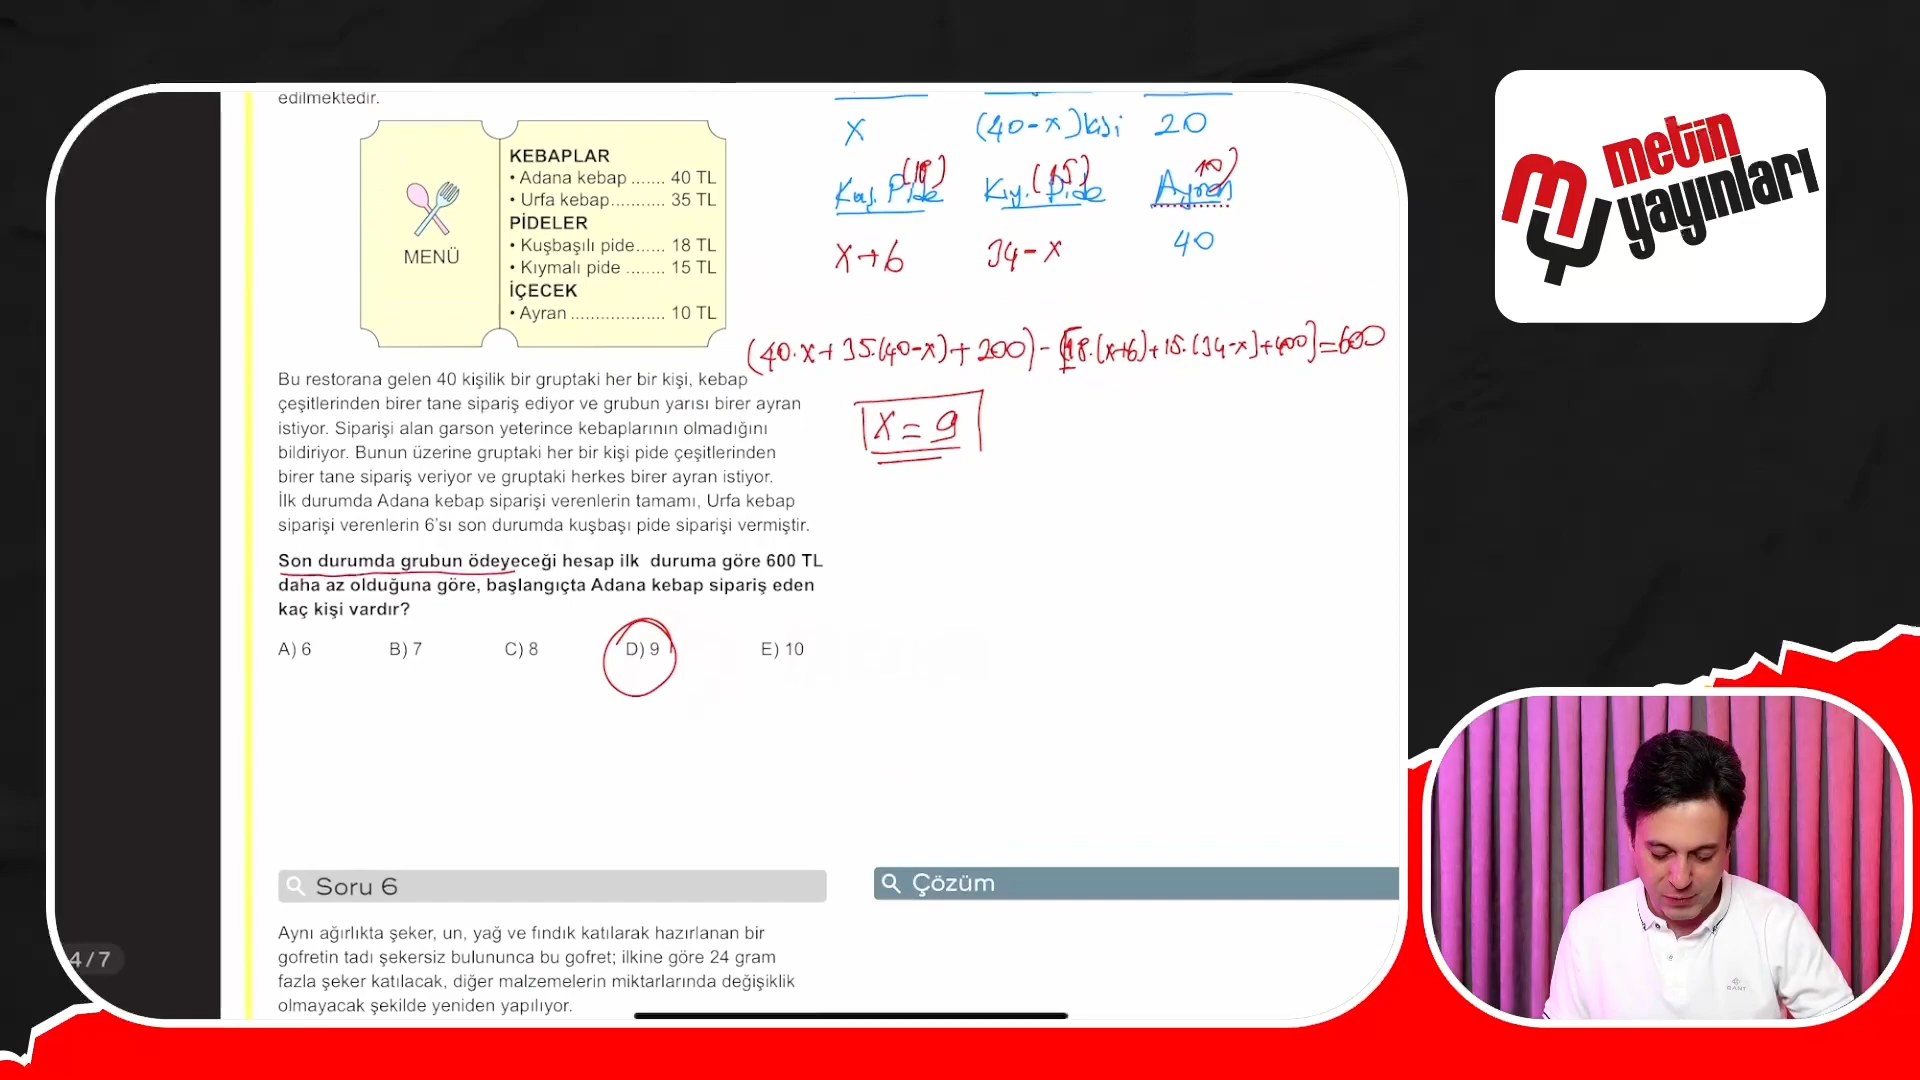 edilmektedir.
MENÜ
KEBAPLAR
• Adana kebap ....... 40 TL
• Urfa kebap........... 35 TL
PİDELER
• Kuşbaşılı pide...... 18 TL
• Kıymalı pide ........ 15 TL
İÇECEK
• Ayran ................... 10 TL
Bu restorana gelen 40 kişilik bir gruptaki her bir kişi, kebap
çeşitlerinden birer tane sipariş ediyor ve grubun yarısı birer ayran
istiyor. Siparişi alan garson yeterince kebaplarının olmadığını
bildiriyor. Bunun üzerine gruptaki her bir kişi pide çeşitlerinden
birer tane sipariş veriyor ve gruptaki herkes birer ayran istiyor.
İlk durumda Adana kebap siparişi verenlerin tamamı, Urfa kebap
siparişi verenlerin 6'sı son durumda kuşbaşı pide siparişi vermiştir.
Son durumda grubun ödeyeceği hesap ilk duruma göre 600 TL
daha az olduğuna göre, başlangıçta Adana kebap sipariş eden
kaç kişi vardır?
A) 6 B) 7 C) 8 D) 9 E) 10
x (40-x) kişi 20
(18) (15) 10)
Kuş. Pide Kıy. Pide Ayran
x+6 34-x 40
(40.x+35.(40-x)+200)-[18.(x+6)+15.(34-x)+400]=600
x=9
Soru 6
Çözüm
Aynı ağırlıkta şeker, un, yağ ve fındık katılarak hazırlanan bir
gofretin tadı şekersiz bulununca bu gofret; ilkine göre 24 gram
fazla şeker katılacak, diğer malzemelerin miktarlarında değişiklik
olmayacak şekilde yeniden yapılıyor.
4/7
metin
yayınları
GANT